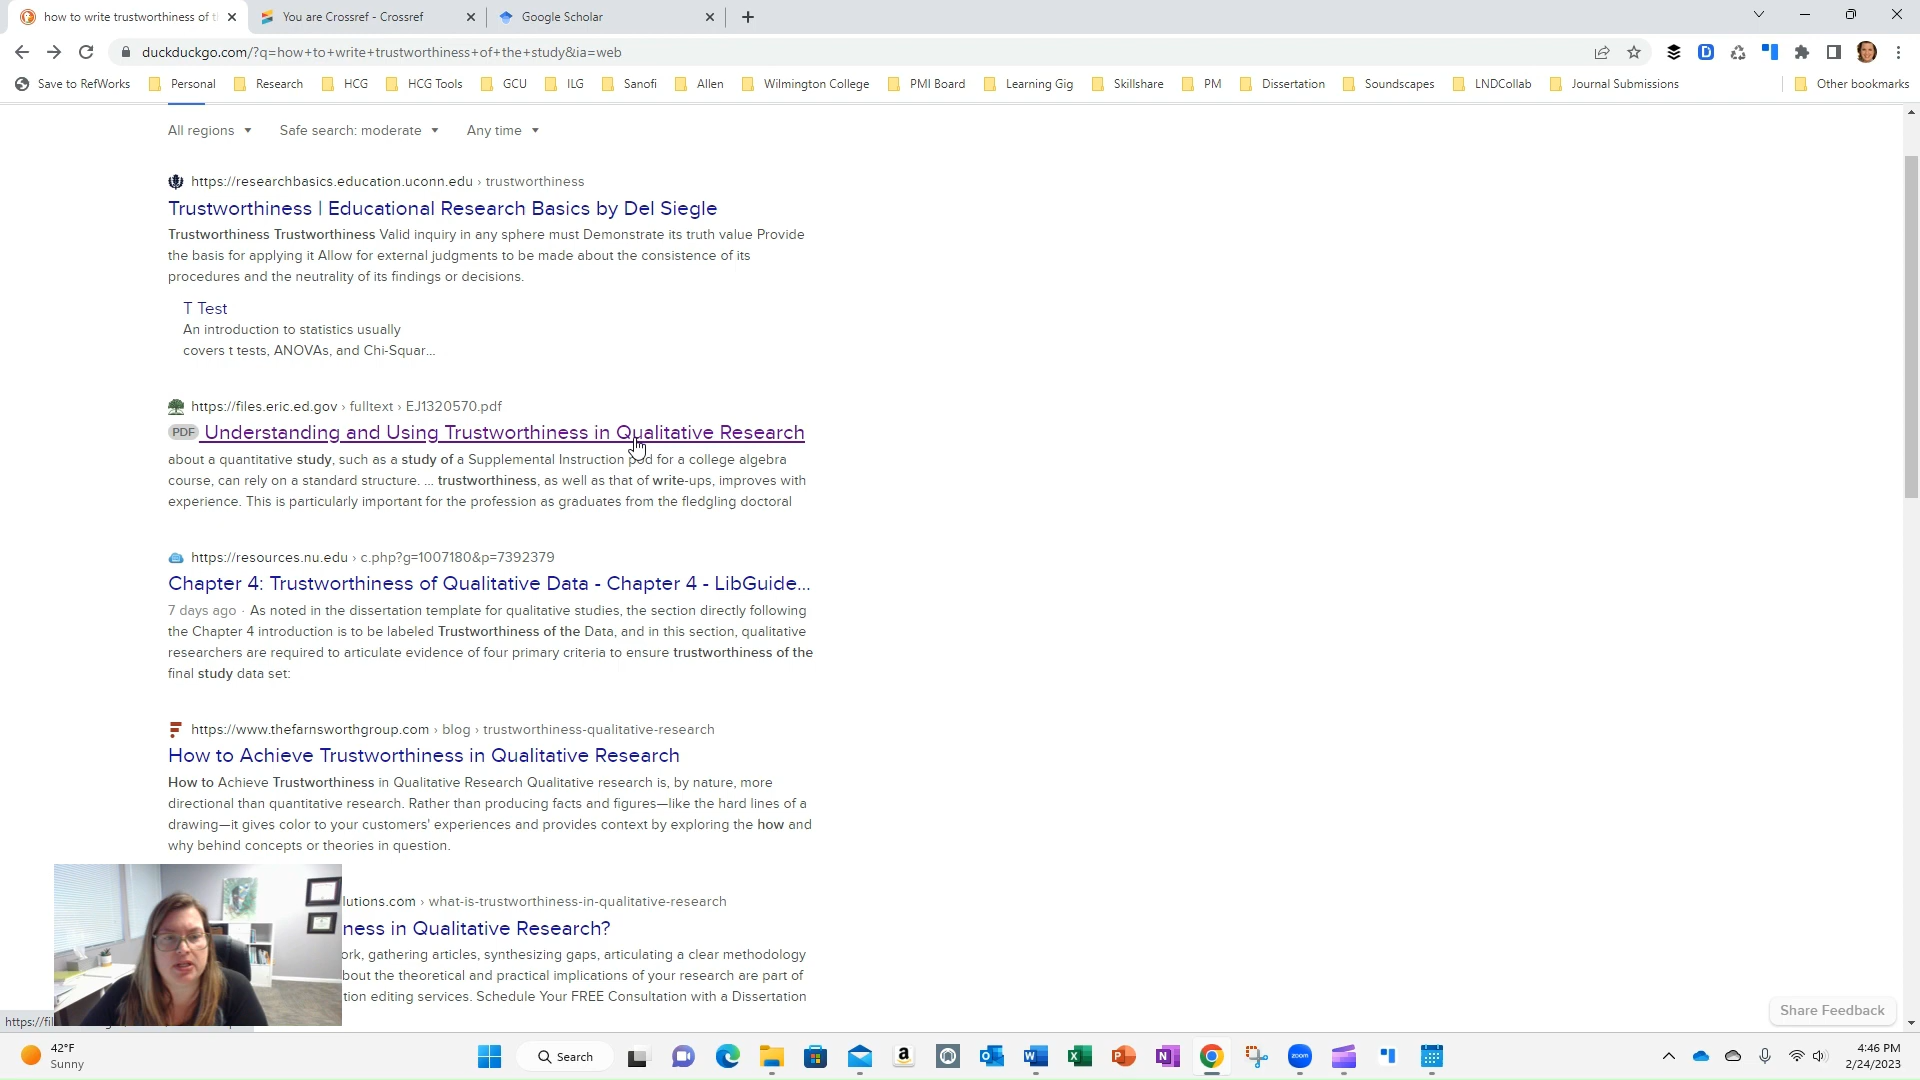 how to write trustworthiness of t
You are Crossref - Crossref
Google Scholar
duckduckgo.com/?q=how+to+write+trustworthiness+of+the+study&ia=web
Save to RefWorks
Personal
Research
HCG
HCG Tools
GCU
ILG
Sanofi
Allen
Wilmington College
PMI Board
Learning Gig
Skillshare
PM
Dissertation
Soundscapes
LNDCollab
Journal Submissions
Other bookmarks
All regions
Safe search: moderate
Any time
https://researchbasics.education.uconn.edu › trustworthiness
Trustworthiness | Educational Research Basics by Del Siegle
Trustworthiness Trustworthiness Valid inquiry in any sphere must Demonstrate its truth value Provide
the basis for applying it Allow for external judgments to be made about the consistence of its
procedures and the neutrality of its findings or decisions.
T Test
An introduction to statistics usually
covers t tests, ANOVAs, and Chi-Squar...
https://files.eric.ed.gov › fulltext › EJ1320570.pdf
PDF Understanding and Using Trustworthiness in Qualitative Research
about a quantitative study, such as a study of a Supplemental Instruction pod for a college algebra
course, can rely on a standard structure. ... trustworthiness, as well as that of write-ups, improves with
experience. This is particularly important for the profession as graduates from the fledgling doctoral
https://resources.nu.edu › c.php?g=1007180&p=7392379
Chapter 4: Trustworthiness of Qualitative Data - Chapter 4 - LibGuide...
7 days ago · As noted in the dissertation template for qualitative studies, the section directly following
the Chapter 4 introduction is to be labeled Trustworthiness of the Data, and in this section, qualitative
researchers are required to articulate evidence of four primary criteria to ensure trustworthiness of the
final study data set:
https://www.thefarnsworthgroup.com › blog › trustworthiness-qualitative-research
How to Achieve Trustworthiness in Qualitative Research
How to Achieve Trustworthiness in Qualitative Research Qualitative research is, by nature, more
directional than quantitative research. Rather than producing facts and figures—like the hard lines of a
drawing—it gives color to your customers' experiences and provides context by exploring the how and
why behind concepts or theories in question.
lutions.com › what-is-trustworthiness-in-qualitative-research
ness in Qualitative Research?
ork, gathering articles, synthesizing gaps, articulating a clear methodology
bout the theoretical and practical implications of your research are part of
tion editing services. Schedule Your FREE Consultation with a Dissertation
Share Feedback
https://fil
42°F
Sunny
Search
zoom
4:46 PM
2/24/2023